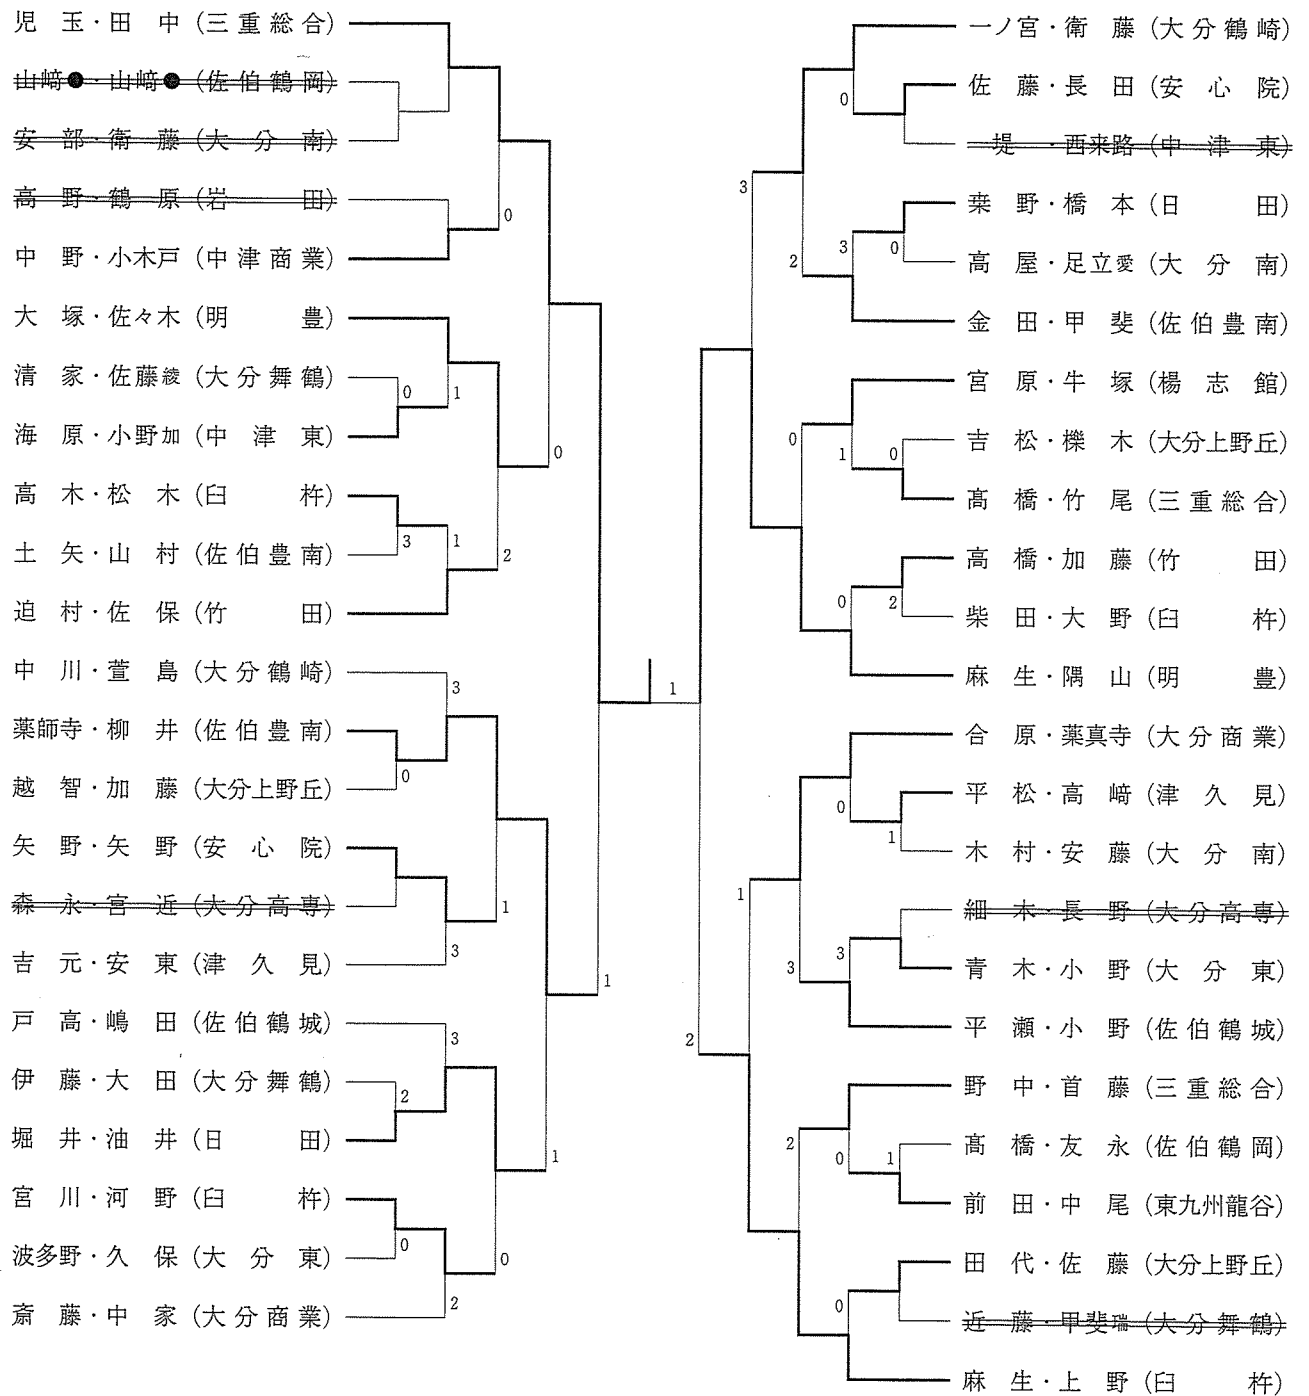 児 玉・田 中 (三重総合)
山﨑●・山﨑● (佐伯鶴岡)
安 部・衛 藤 (大 分 南)
高 野・鶴 原 (岩 田)
0
中 野・小木戸 (中津商業)
大 塚・佐々木 (明 豊)
清 家・佐藤綾 (大分舞鶴)
0
1
海 原・小野加 (中 津 東)
0
高 木・松 木 (臼 杵)
3
1
2
土 矢・山 村 (佐伯豊南)
迫 村・佐 保 (竹 田)
中 川・萱 島 (大分鶴崎)
3
薬師寺・柳 井 (佐伯豊南)
0
越 智・加 藤 (大分上野丘)
矢 野・矢 野 (安 心 院)
森 永・宮 近 (大分高専)
1
3
吉 元・安 東 (津 久 見)
1
戸 高・嶋 田 (佐伯鶴城)
3
伊 藤・大 田 (大分舞鶴)
2
堀 井・油 井 (日 田)
1
宮 川・河 野 (臼 杵)
0
0
波多野・久 保 (大 分 東)
2
斎 藤・中 家 (大分商業)
1
一ノ宮・衛 藤 (大分鶴崎)
0
佐 藤・長 田 (安 心 院)
堤 ・西来路 (中 津 東)
3
桒 野・橋 本 (日 田)
2
3
0
高 屋・足立愛 (大 分 南)
金 田・甲 斐 (佐伯豊南)
宮 原・牛 塚 (楊 志 館)
0
1
0
吉 松・櫟 木 (大分上野丘)
髙 橋・竹 尾 (三重総合)
高 橋・加 藤 (竹 田)
0
2
柴 田・大 野 (臼 杵)
麻 生・隅 山 (明 豊)
合 原・薬真寺 (大分商業)
0
平 松・高 﨑 (津 久 見)
1
木 村・安 藤 (大 分 南)
1
細 木・長 野 (大分高専)
3
3
青 木・小 野 (大 分 東)
平 瀬・小 野 (佐伯鶴城)
2
野 中・首 藤 (三重総合)
2
0
1
髙 橋・友 永 (佐伯鶴岡)
前 田・中 尾 (東九州龍谷)
田 代・佐 藤 (大分上野丘)
0
近 藤・甲斐瑞 (大分舞鶴)
麻 生・上 野 (臼 杵)